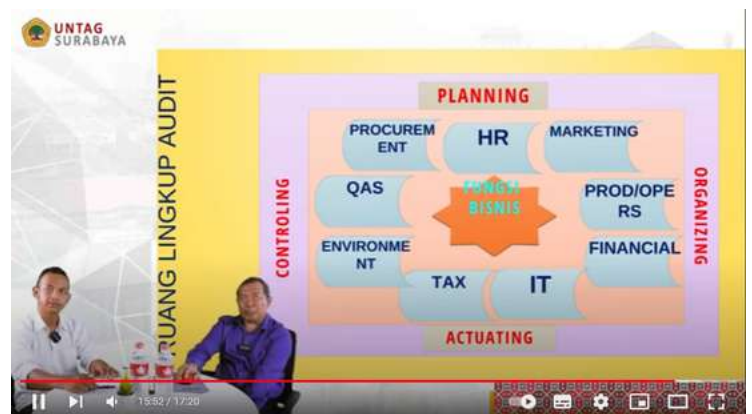 UNTAG
SURABAYA
RUANG LINGKUP AUDIT
PLANNING
PROCUREM
ENT
HR
MARKETING
CONTROLING
QAS
FUNGSI
BISNIS
PROD/OPE
RS
ORGANIZING
ENVIRONME
NT
TAX
IT
FINANCIAL
ACTUATING
15:52 / 17:20